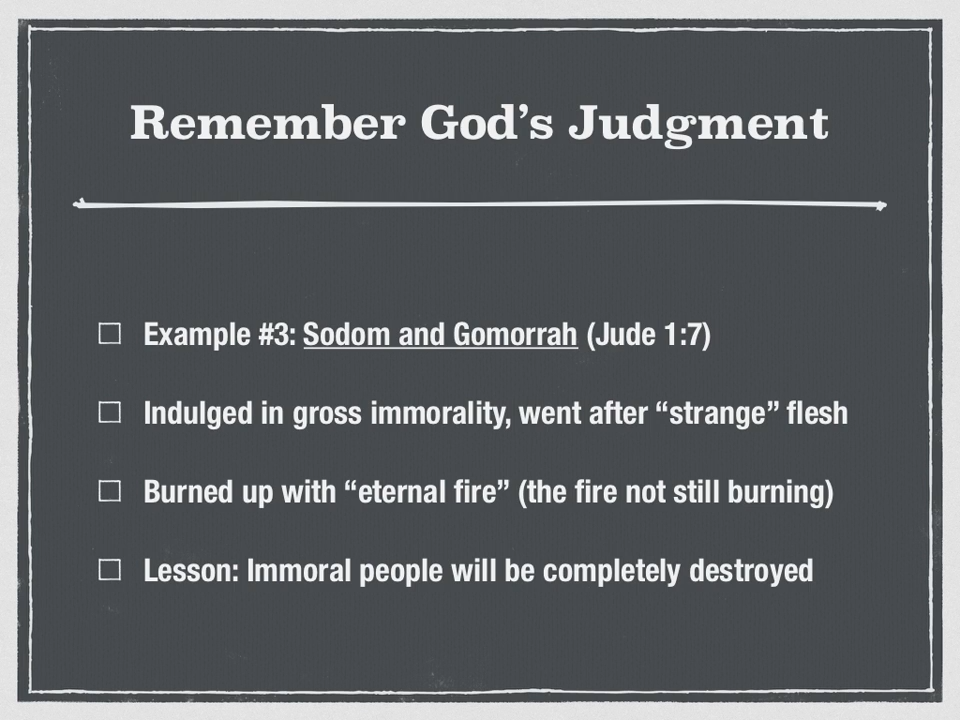 Remember God’s Judgment
Example #3: Sodom and Gomorrah (Jude 1:7)
Indulged in gross immorality, went after “strange” flesh
Burned up with “eternal fire” (the fire not still burning)
Lesson: Immoral people will be completely destroyed